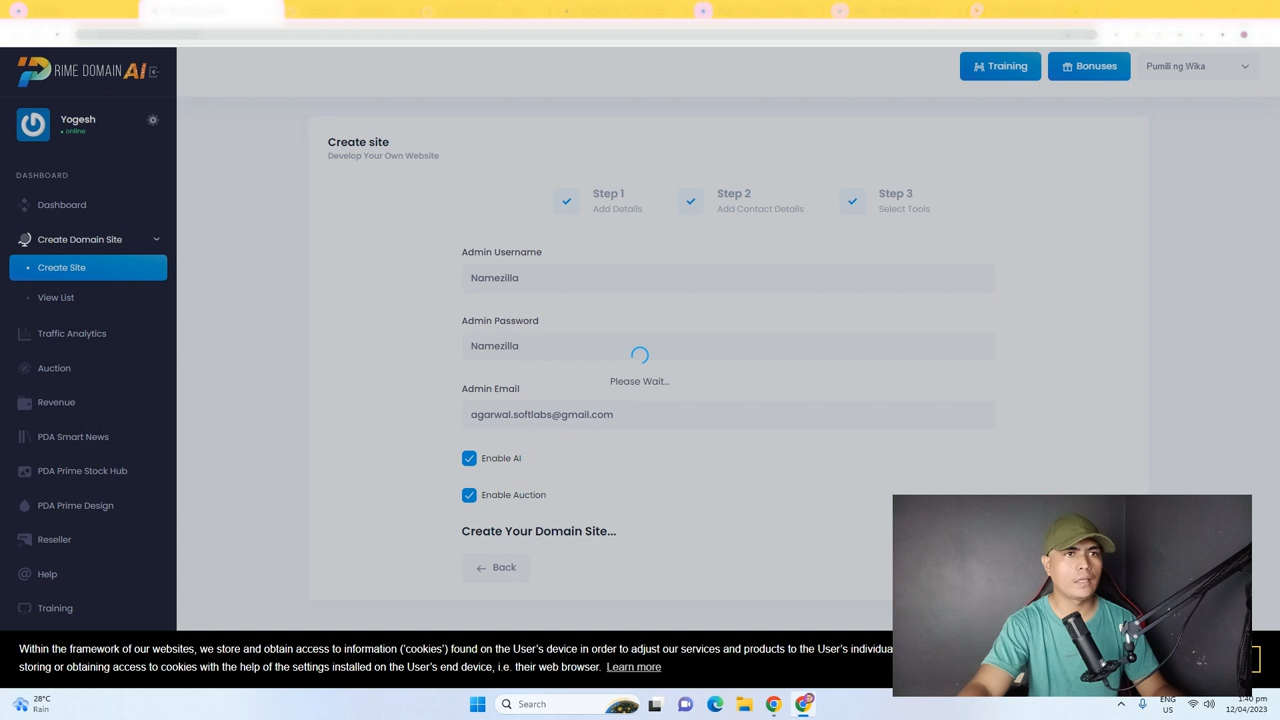 RIME DOMAIN AI
Training
Bonuses
Pumili ng Wika
Yogesh
online
DASHBOARD
Dashboard
Create Domain Site
Create Site
View List
Traffic Analytics
Auction
Revenue
PDA Smart News
PDA Prime Stock Hub
PDA Prime Design
Reseller
Help
Training
Create site
Develop Your Own Website
Step 1
Add Details
Step 2
Add Contact Details
Step 3
Select Tools
Admin Username
Namezilla
Admin Password
Namezilla
Please Wait...
Admin Email
agarwal.softlabs@gmail.com
Enable AI
Enable Auction
Create Your Domain Site...
Back
Within the framework of our websites, we store and obtain access to information ('cookies') found on the User's device in order to adjust our services and products to the User's
storing or obtaining access to cookies with the help of the settings installed on the User's end device, i.e. their web browser. Learn more
28°C
Rain
Search
ENG
US
1:40 pm
12/04/2023